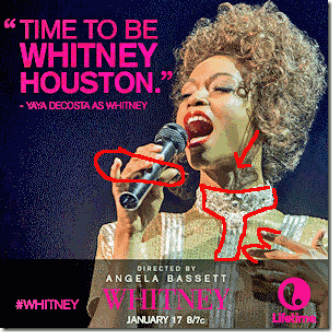 “TIME TO BE
WHITNEY
HOUSTON.”
- YAYA DECOSTA AS WHITNEY
DIRECTED BY
ANGELA BASSETT
WHITNEY
#WHITNEY
JANUARY 17 8/7c
Lifetime